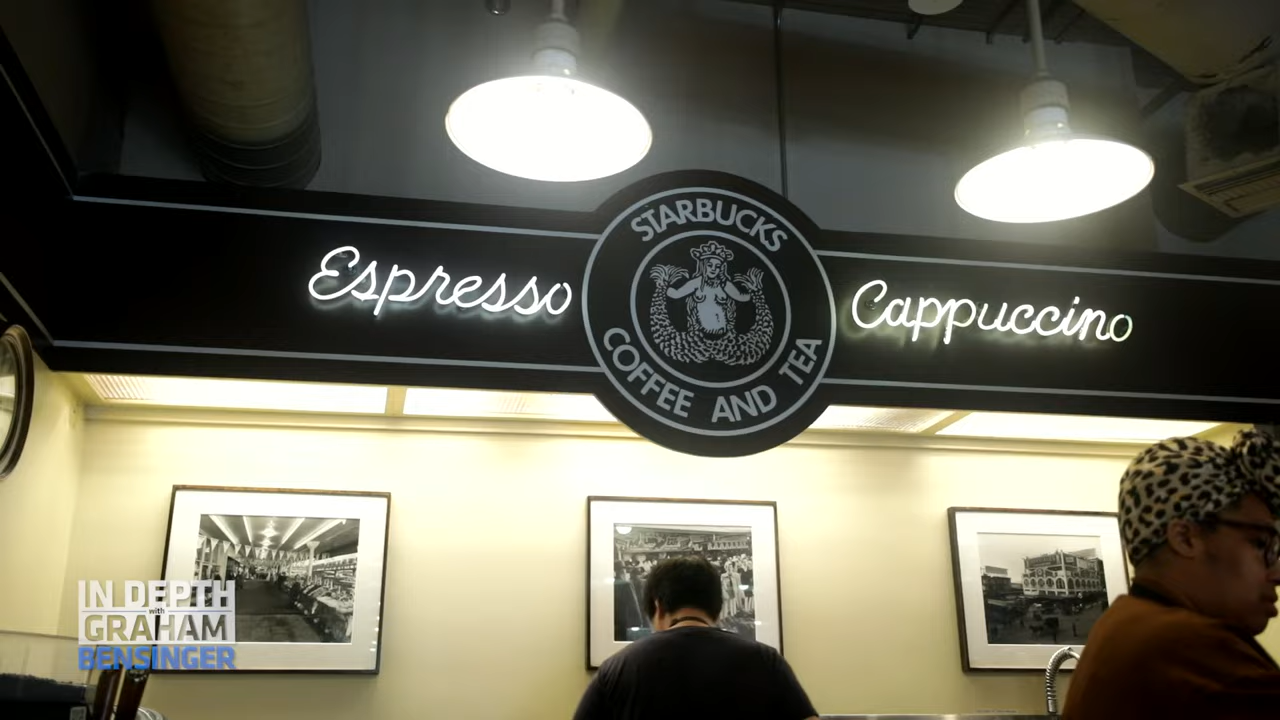 Espresso
STARBUCKS
COFFEE AND TEA
Cappuccino
IN DEPTH
with
GRAHAM
BENSINGER